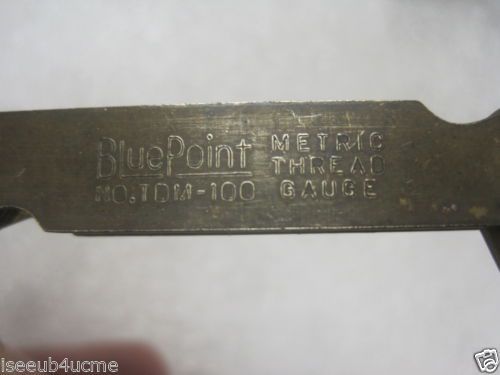 BluePoint
NO. TDM-100
METRIC
THREAD
GAUGE
iseeub4ucme